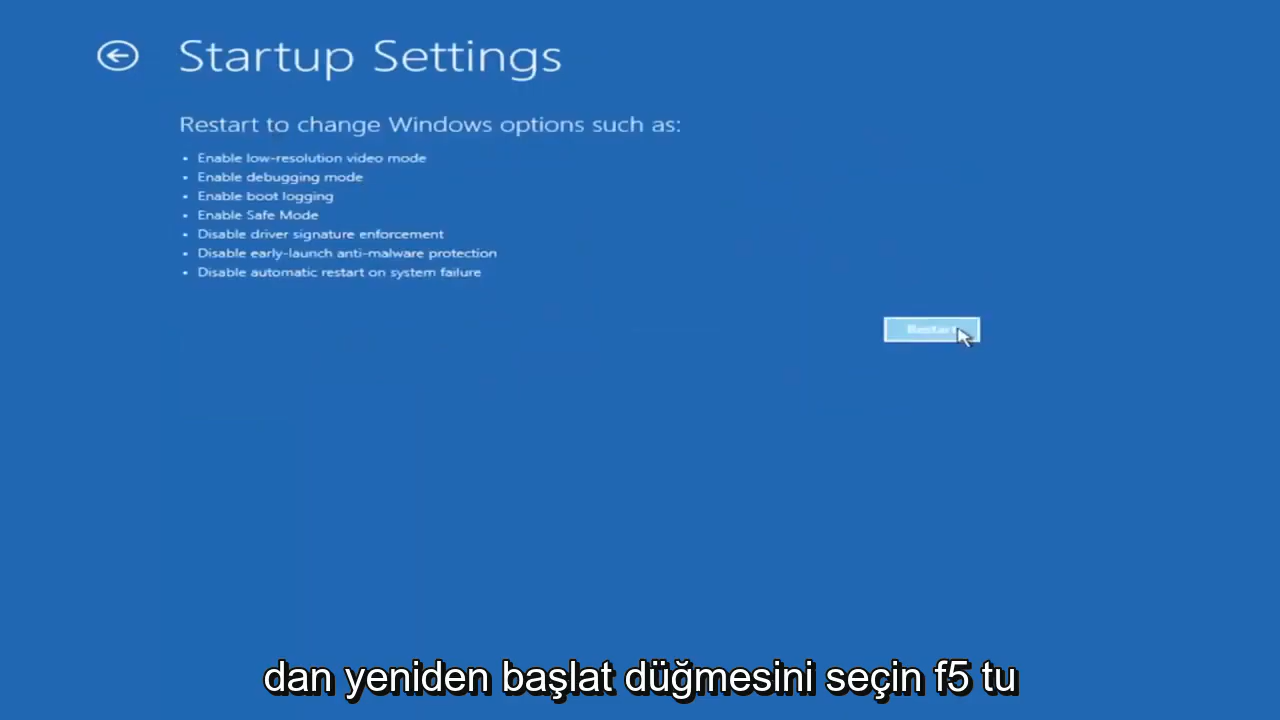 Startup Settings
Restart to change Windows options such as:
• Enable low-resolution video mode
• Enable debugging mode
• Enable boot logging
• Enable Safe Mode
• Disable driver signature enforcement
• Disable early-launch anti-malware protection
• Disable automatic restart on system failure
Restart
dan yeniden başlat düğmesini seçin f5 tu